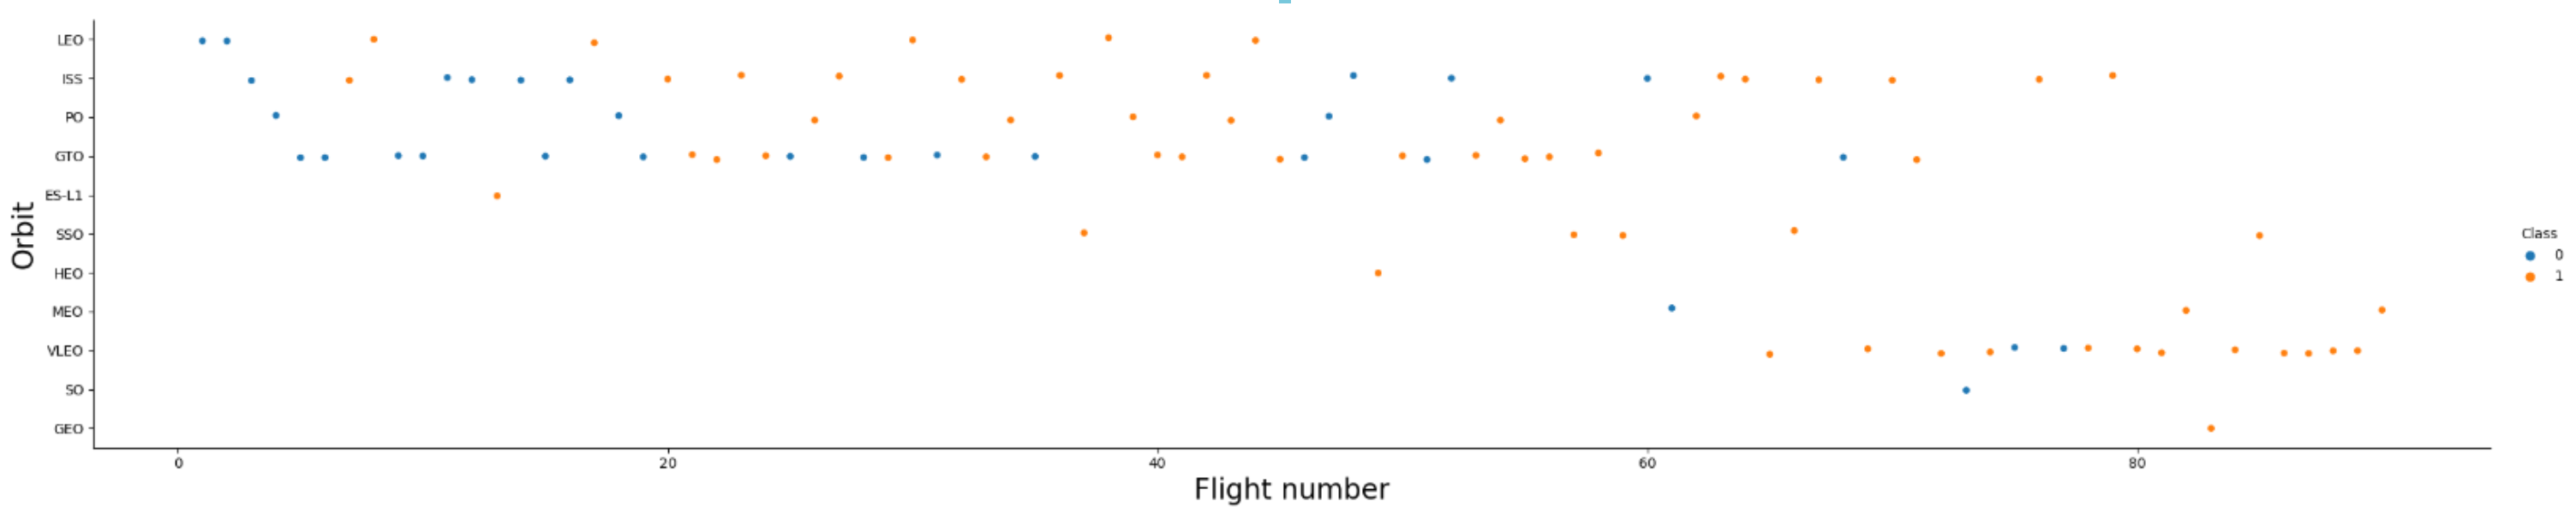 LEO
ISS
PO
GTO
ES-L1
SSO
HEO
MEO
VLEO
SO
GEO
Orbit
0 20 40 60 80
Flight number
Class
0
1